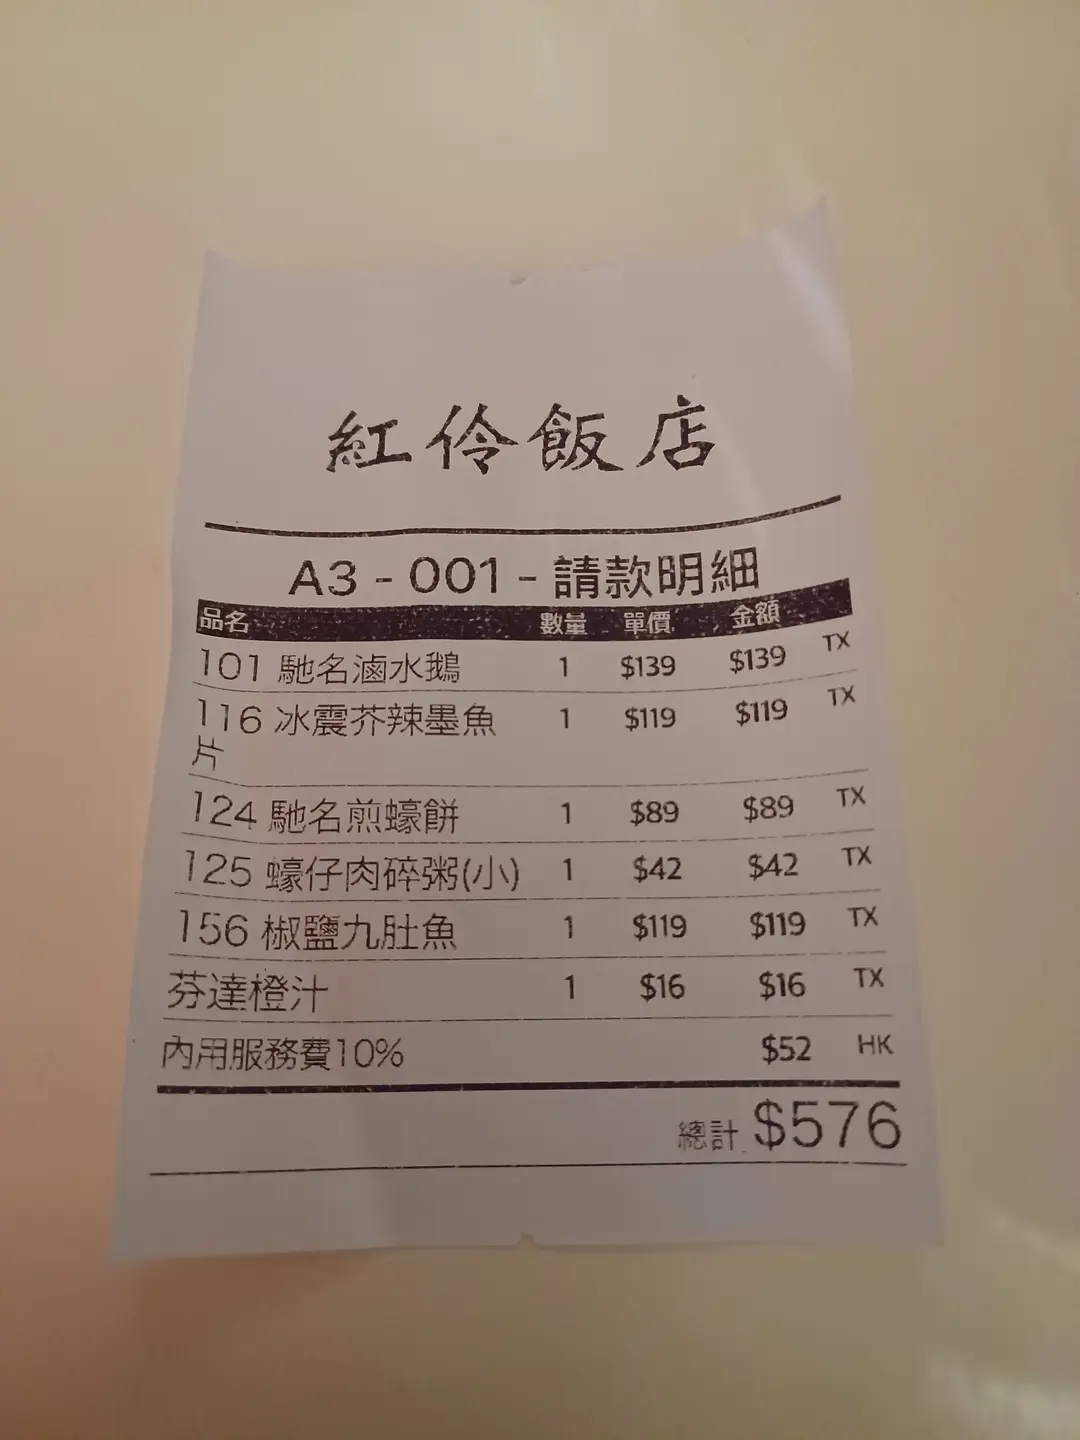 紅伶飯店
A3 - 001 - 請款明細
品名 數量 單價 金額
101 馳名滷水鵝 1 $139 $139 TX
116 冰震芥辣墨魚 1 $119 $119 TX
片
124 馳名煎蠔餅 1 $89 $89 TX
125 蠔仔肉碎粥(小) 1 $42 $42 TX
156 椒鹽九肚魚 1 $119 $119 TX
芬達橙汁 1 $16 $16 TX
內用服務費10% $52 HK
總計 $576